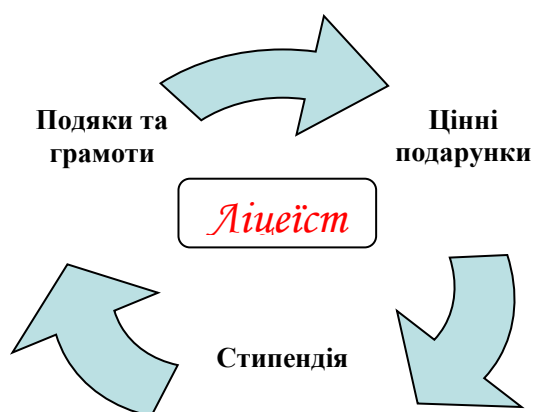 Подяки та
грамоти
Цінні
подарунки
Ліцеїст
Стипендія